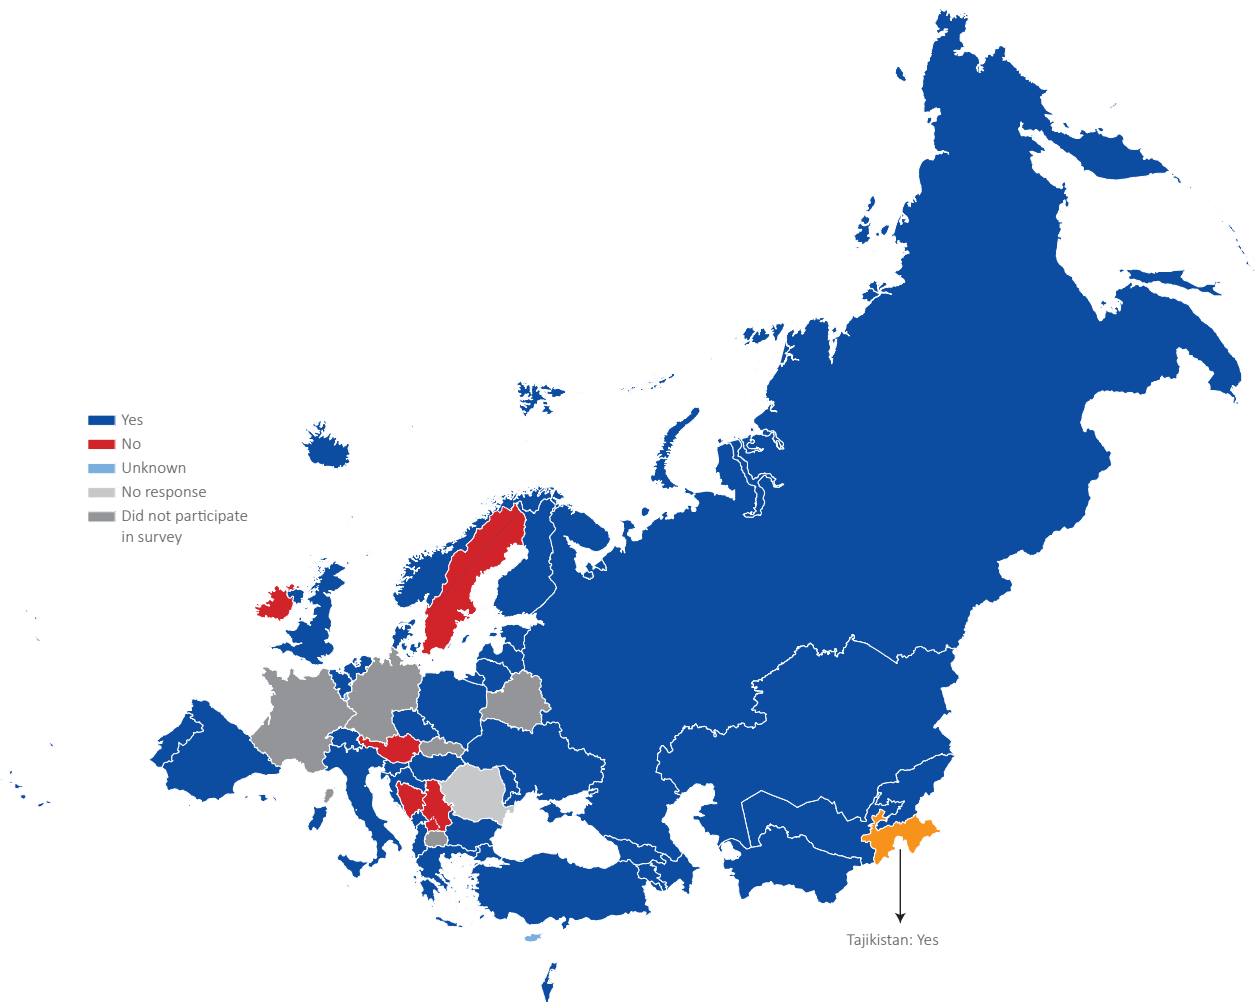 Yes
No
Unknown
No response
Did not participate
in survey
Tajikistan: Yes